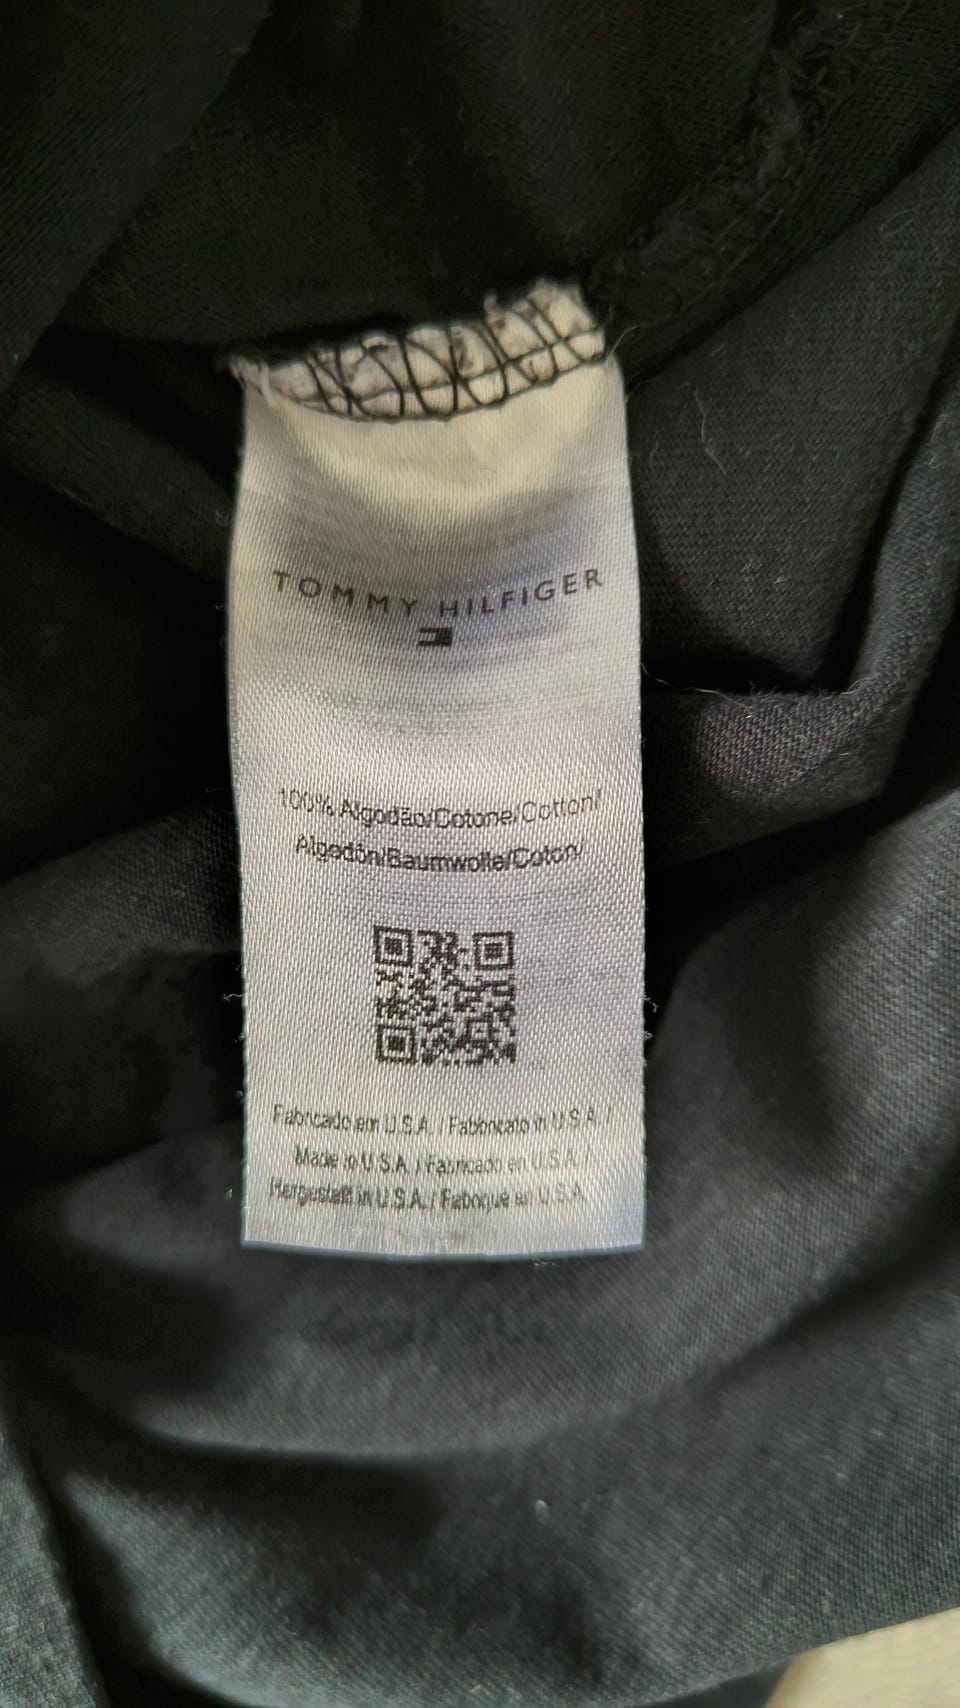 TOMMY HILFIGER
100% Algodão/Cotone/Cotton/
Algodón/Baumwolle/Coton/
Fabricado em U.S.A. / Fabbricato in U.S.A. /
Made in U.S.A. / Fabricado en U.S.A. /
Hergestellt in U.S.A. / Fabriqué en U.S.A.